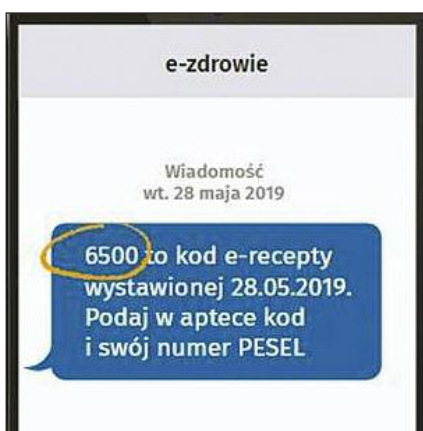 e-zdrowie
Wiadomość
wt. 28 maja 2019
6500 to kod e-recepty
wystawionej 28.05.2019.
Podaj w aptece kod
i swój numer PESEL